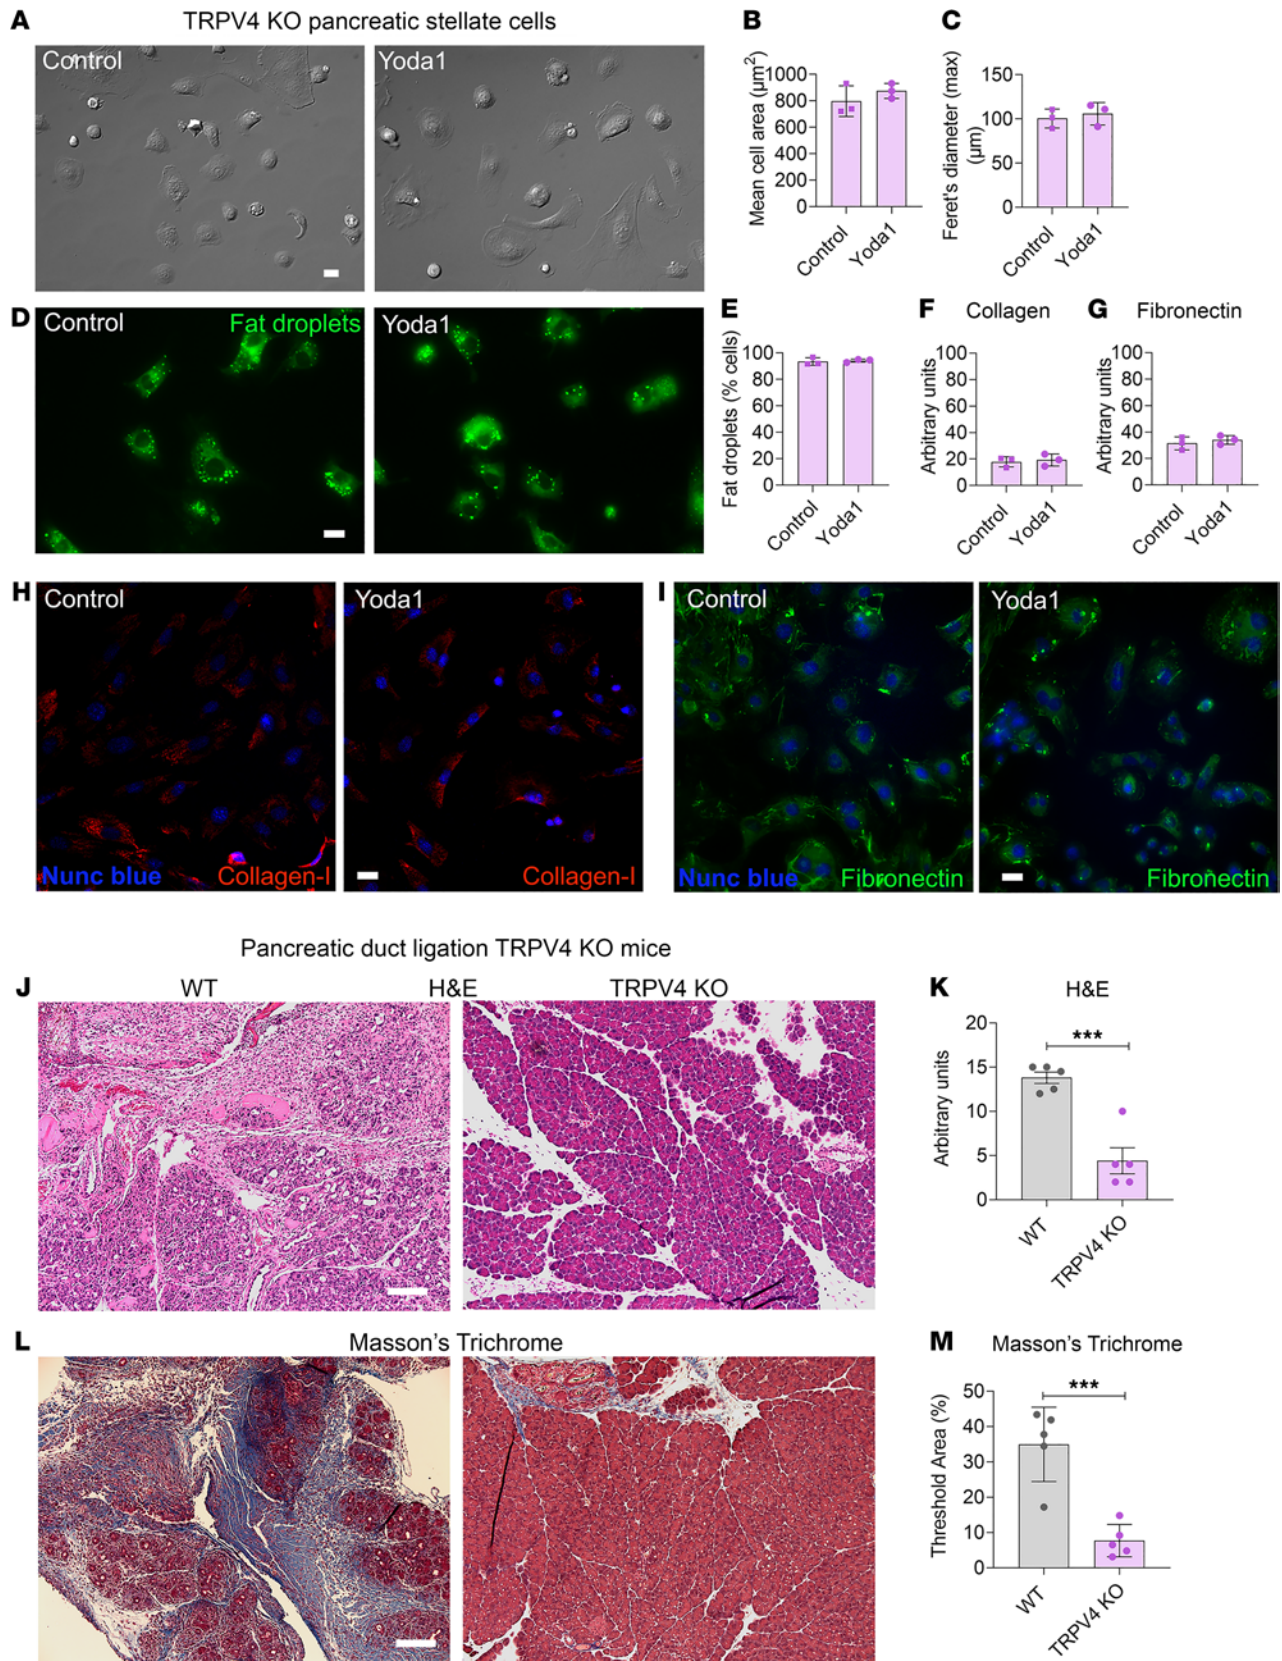 A TRPV4 KO pancreatic stellate cells
Control
Yoda1
B
Mean cell area (µm²)
1000
800
600
400
200
0
Control
Yoda1
C
Feret's diameter (max)
(µm)
150
100
50
0
Control
Yoda1
D
Control
Fat droplets
Yoda1
E
Fat droplets (% cells)
100
80
60
40
20
0
Control
Yoda1
F Collagen
Arbitrary units
100
80
60
40
20
0
Control
Yoda1
G Fibronectin
Arbitrary units
100
80
60
40
20
0
Control
Yoda1
H
Control
Nunc blue
Collagen-I
Yoda1
Collagen-I
I
Control
Nunc blue
Fibronectin
Yoda1
Fibronectin
Pancreatic duct ligation TRPV4 KO mice
J WT H&E TRPV4 KO
K H&E
Arbitrary units
20
15
10
5
0
***
WT
TRPV4 KO
L Masson's Trichrome
M Masson's Trichrome
Threshold Area (%)
50
40
30
20
10
0
***
WT
TRPV4 KO